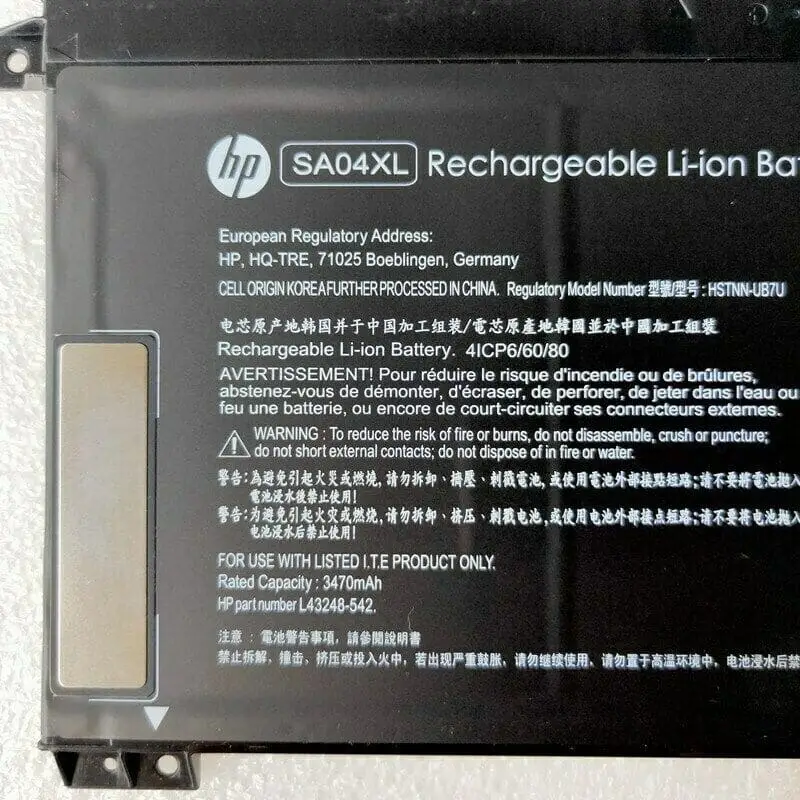 hp SA04XL Rechargeable Li-ion
European Regulatory Address:
HP, HQ-TRE, 71025 Boeblingen, Germany
CELL ORIGIN KOREAFURTHER PROCESSED IN CHINA. Regulatory Model Number 型號/型号 : HSTNN-UB7U
电芯原产地韩国并于中国加工组装/電芯原產地韓國並於中國加工組裝
Rechargeable Li-ion Battery. 4ICP6/60/80
AVERTISSEMENT! Pour réduire le risque d'incendie ou de brûlures,
abstenez-vous de démonter, d'écraser, de perforer, de jeter dans l'eau ou
feu une batterie, ou encore de court-circuiter ses connecteurs externes.
WARNING : To reduce the risk of fire or burns, do not disassemble, crush or puncture;
do not short external contacts; do not dispose of in fire or water.
警告:為避免引起火災或燃燒,請勿拆卸、擠壓、刺戳電池,或使用電池外部接點短路;請不要將電池拋入
電池浸水後禁止使用!
警告:为避免引起火灾或燃烧,请勿拆卸、挤压、刺戳电池,或使用电池外部接点短路;请不要将电池抛入
电池浸水后禁止使用!
FOR USE WITH LISTED I.T.E PRODUCT ONLY.
Rated Capacity : 3470mAh
HP part number L43248-542.
注意 : 電池警告事項, 請參閱說明書
禁止拆解, 撞击、挤压或投入火中, 若出现严重鼓胀, 请勿继续使用, 请勿置于高温环境中, 电池浸水后禁